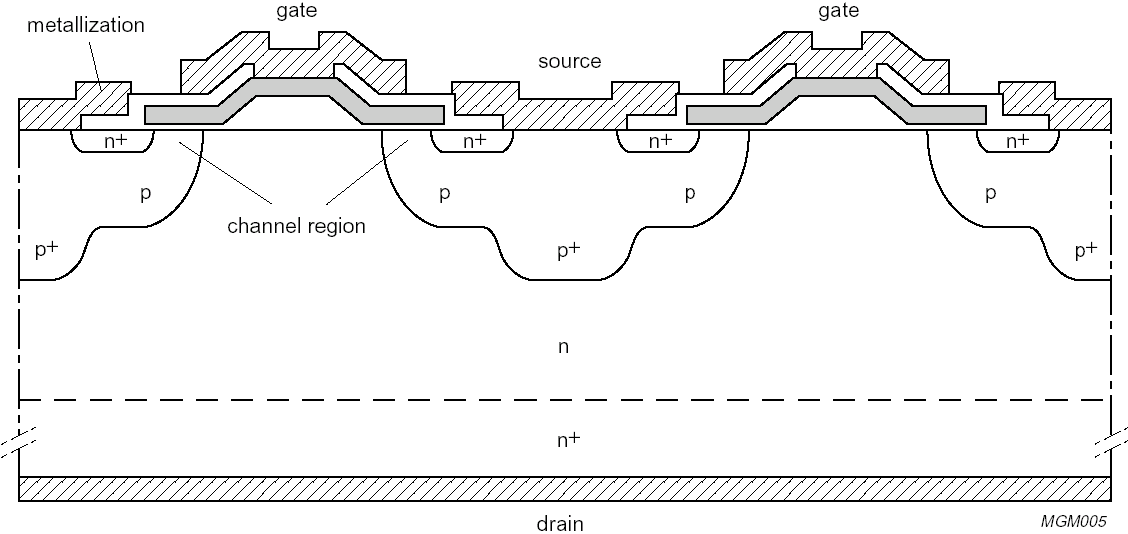 gate
gate
metallization
source
n+
n+
n+
n+
p
p
p
p
channel region
p+
p+
p+
n
n+
drain
MGM005